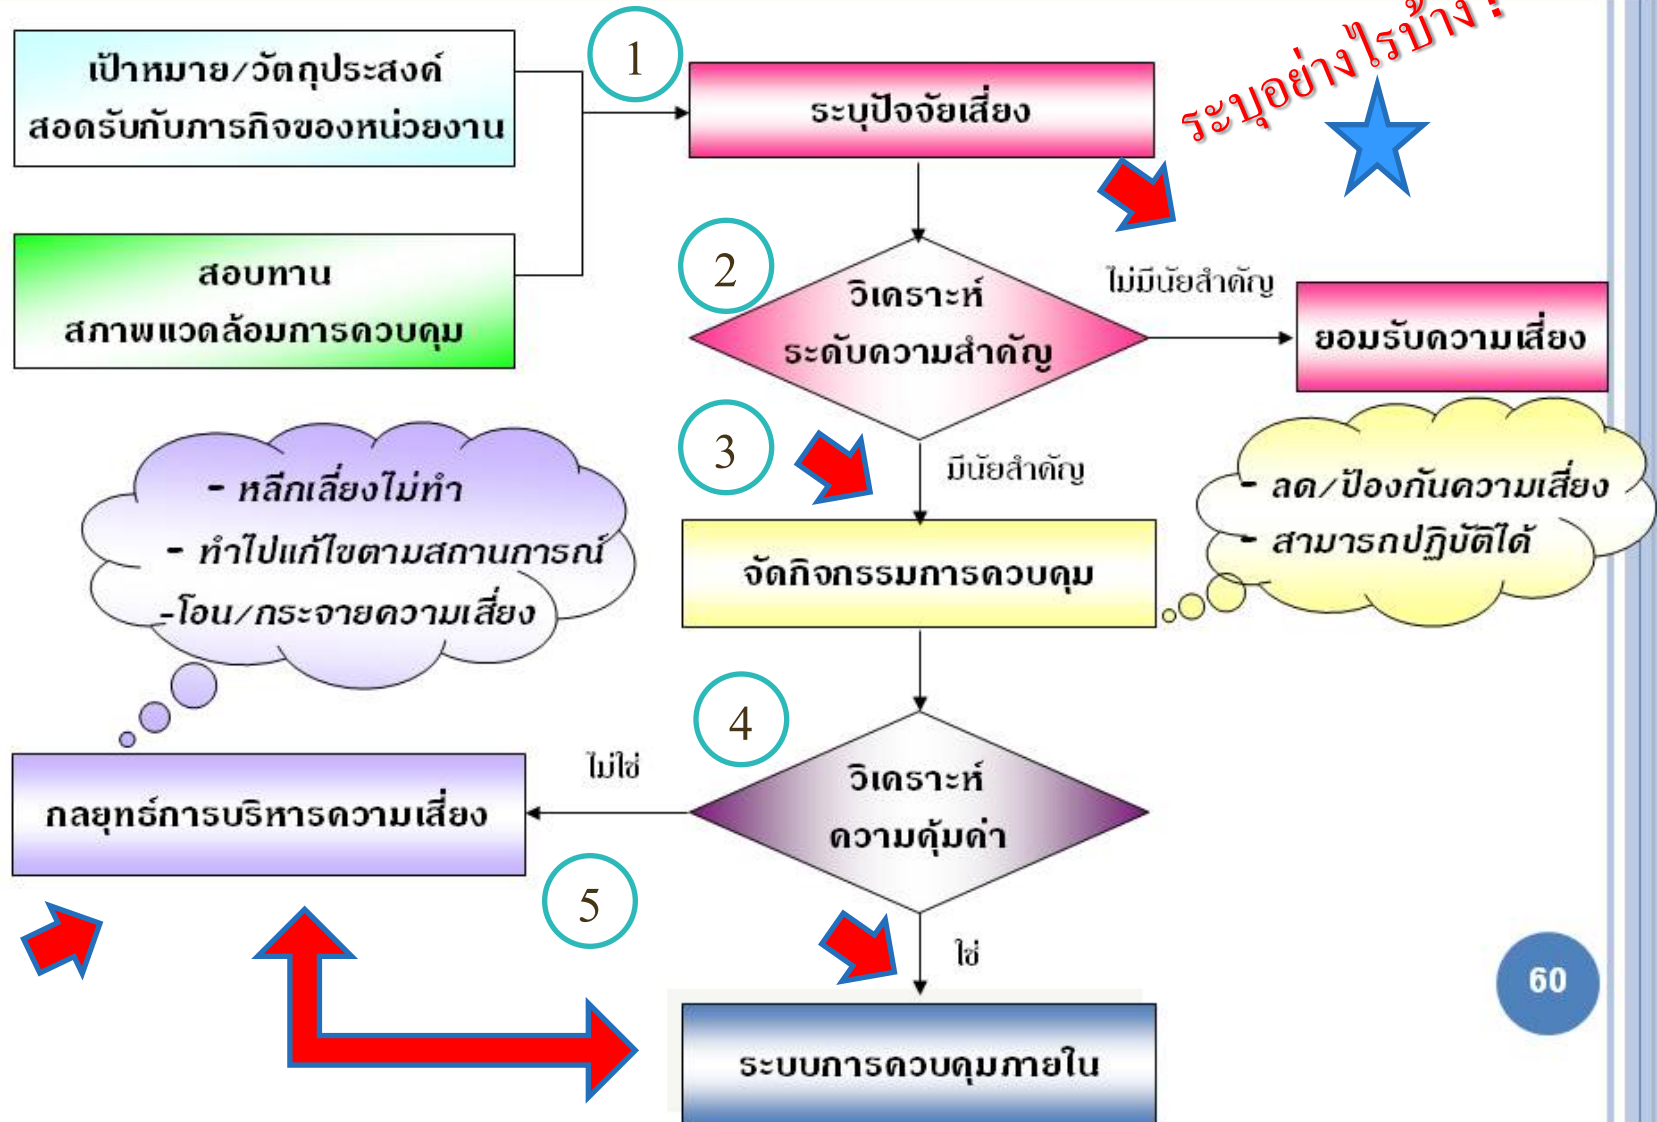 เป้าหมาย/วัตถุประสงค์
สอดรับกับภารกิจของหน่วยงาน
1
ระบุปัจจัยเสี่ยง
ระบุอย่างไรบ้าง?
สอบทาน
สภาพแวดล้อมการควบคุม
2
วิเคราะห์
ระดับความสำคัญ
ไม่มีนัยสำคัญ
ยอมรับความเสี่ยง
3
มีนัยสำคัญ
- หลีกเลี่ยงไม่ทำ
- ทำไปแก้ไขตามสถานการณ์
-โอน/กระจายความเสี่ยง
จัดกิจกรรมการควบคุม
- ลด/ป้องกันความเสี่ยง
- สามารถปฏิบัติได้
4
วิเคราะห์
ความคุ้มค่า
ไม่ใช่
กลยุทธ์การบริหารความเสี่ยง
5
ใช่
ระบบการควบคุมภายใน
60